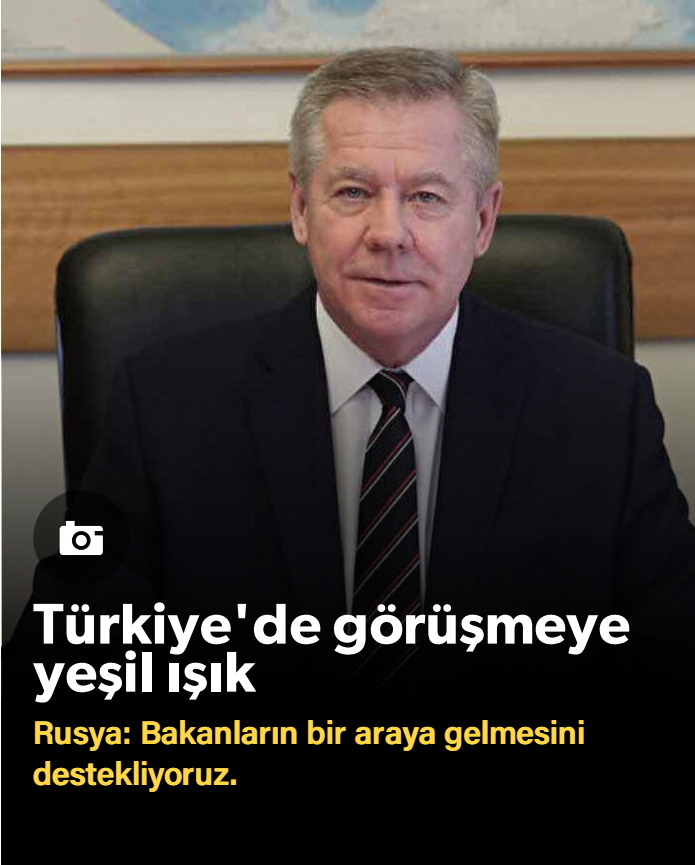 Türkiye'de görüşmeye
yeşil ışık
Rusya: Bakanların bir araya gelmesini
destekliyoruz.